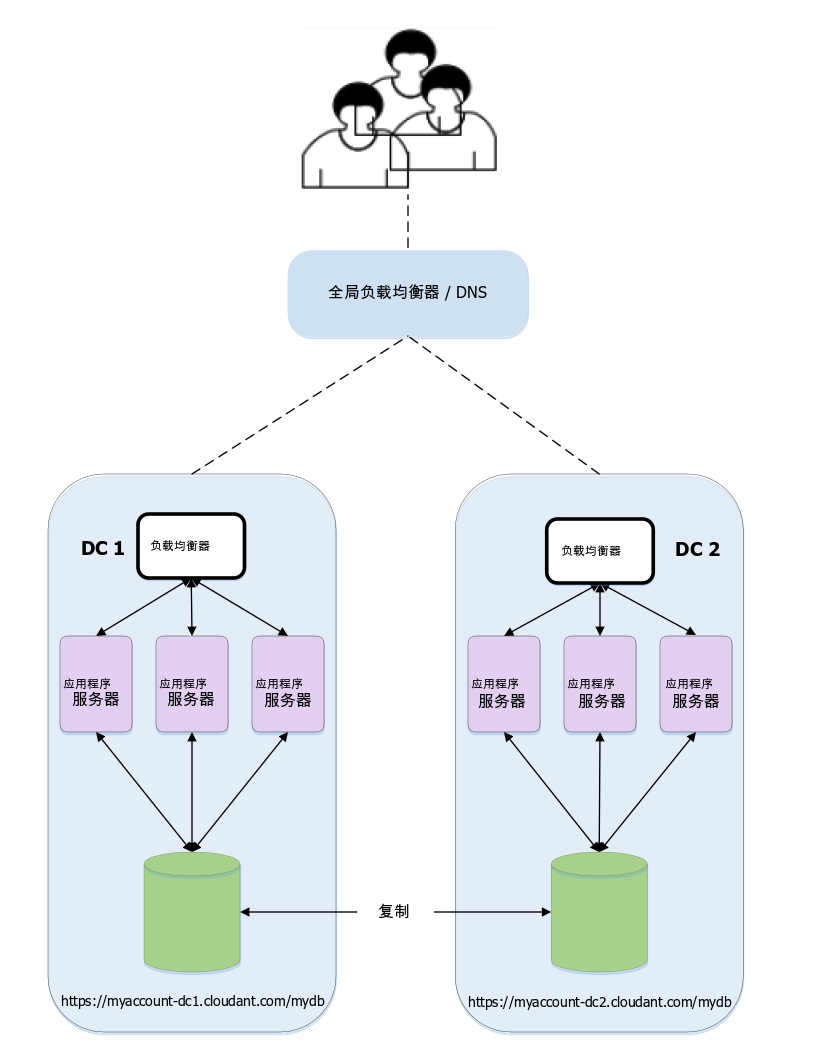 全局负载均衡器 / DNS
DC 1
负载均衡器
应用程序
服务器
应用程序
服务器
应用程序
服务器
https://myaccount-dc1.cloudant.com/mydb
复制
负载均衡器
DC 2
应用程序
服务器
应用程序
服务器
应用程序
服务器
https://myaccount-dc2.cloudant.com/mydb